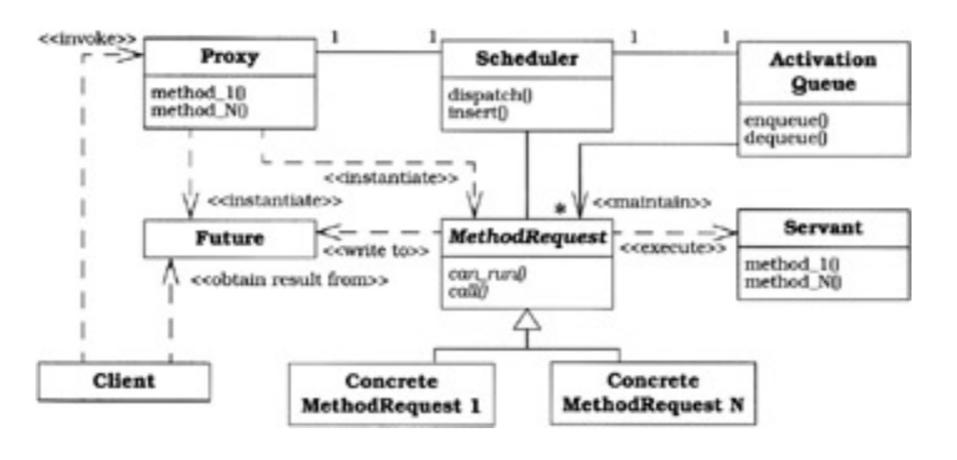 <<invoke>>
1
1
1
1
Proxy
method_1()
method_N()
Scheduler
dispatch()
insert()
Activation
Queue
enqueue()
dequeue()
<<instantiate>>
<<instantiate>>
*
<<maintain>>
Future
<<write to>>
MethodRequest
can_run()
call()
<<execute>>
Servant
method_1()
method_N()
<<obtain result from>>
Client
Concrete
MethodRequest 1
Concrete
MethodRequest N